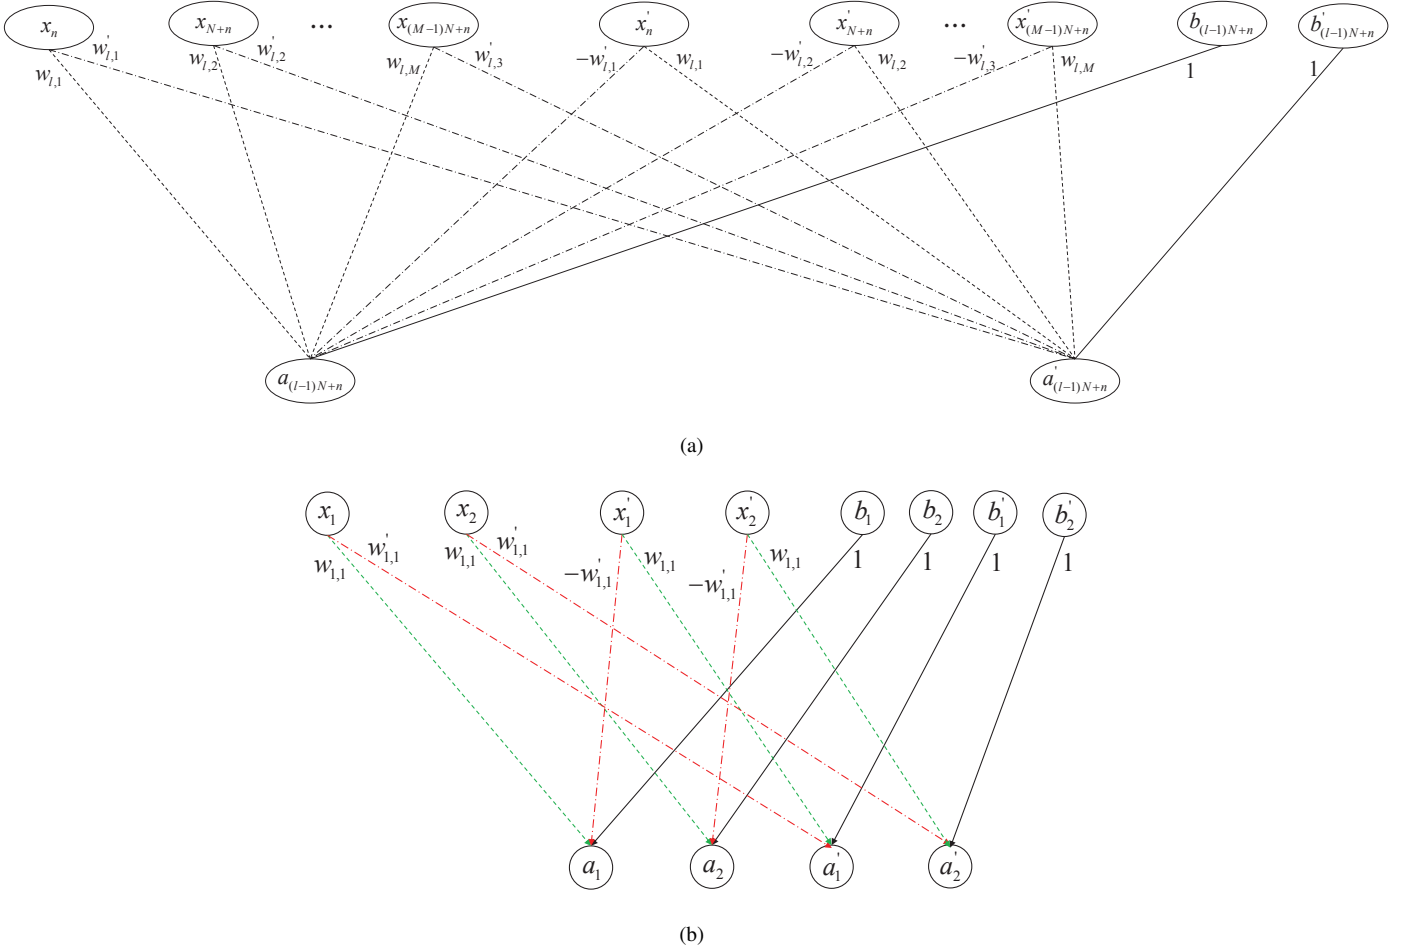 x_n x_{N+n} ... x_{(M-1)N+n} x'_n x'_{N+n} ... x'_{(M-1)N+n} b_{(l-1)N+n} b'_{(l-1)N+n}
w_{l,1} w'_{l,1} w_{l,2} w'_{l,2} w_{l,M} w'_{l,3} -w'_{l,1} w_{l,1} -w'_{l,2} w_{l,2} -w'_{l,3} w_{l,M} 1 1
a_{(l-1)N+n} a'_{(l-1)N+n}
(a)
x_1 x_2 x'_1 x'_2 b_1 b_2 b'_1 b'_2
w_{1,1} w'_{1,1} w_{1,1} w'_{1,1} -w'_{1,1} w_{1,1} -w'_{1,1} w_{1,1} 1 1 1 1
a_1 a_2 a'_1 a'_2
(b)